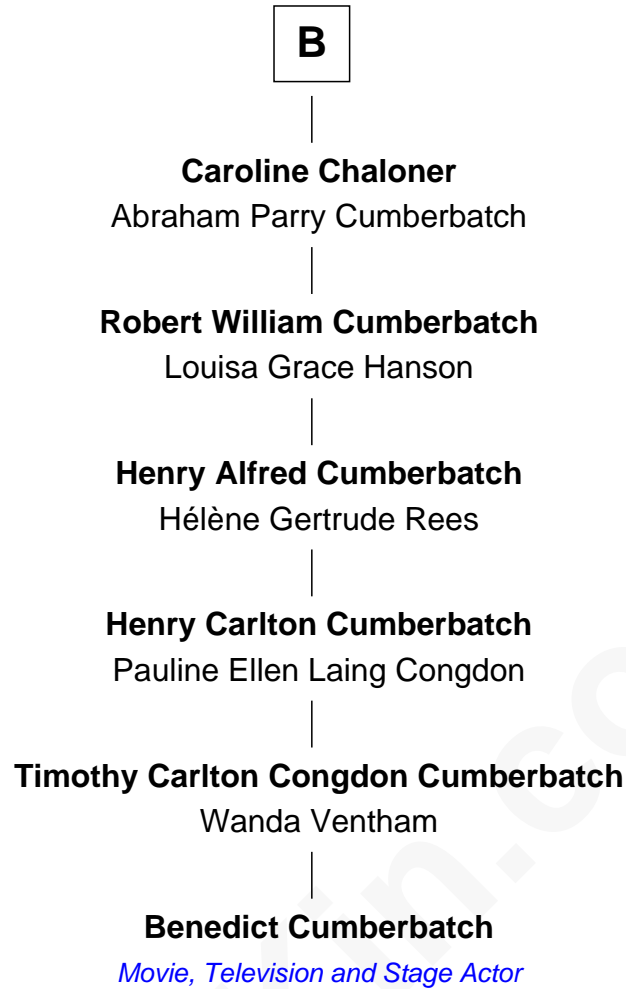 B
Caroline Chaloner
Abraham Parry Cumberbatch
Robert William Cumberbatch
Louisa Grace Hanson
Henry Alfred Cumberbatch
Hélène Gertrude Rees
Henry Carlton Cumberbatch
Pauline Ellen Laing Congdon
Timothy Carlton Congdon Cumberbatch
Wanda Ventham
Benedict Cumberbatch
Movie, Television and Stage Actor